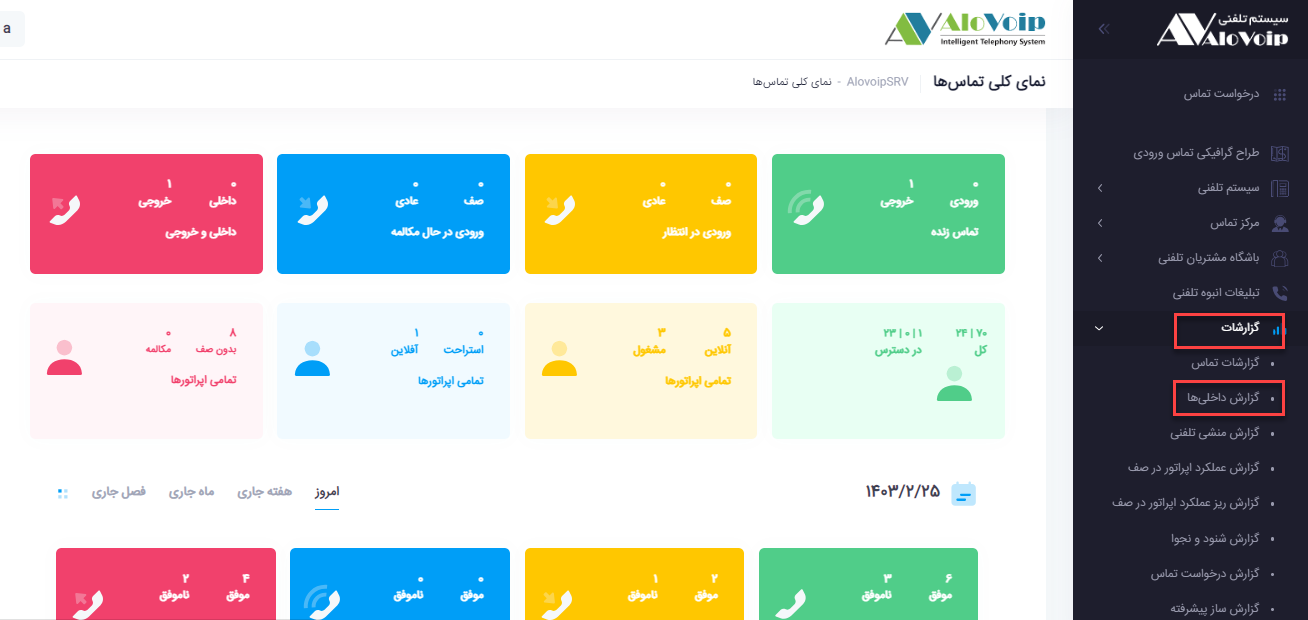 سیستم تلفنی
AloVoip
درخواست تماس
طراح گرافیکی تماس ورودی
سیستم تلفنی
مرکز تماس
باشگاه مشتریان تلفنی
تبلیغات انبوه تلفنی
گزارشات
گزارشات تماس
گزارش داخلی‌ها
گزارش منشی تلفنی
گزارش عملکرد اپراتور در صف
گزارش ریز عملکرد اپراتور در صف
گزارش شنود و نجوا
گزارش درخواست تماس
گزارش ساز پیشرفته
AloVoip
Intelligent Telephony System
a
نمای کلی تماس‌ها
AlovoipSRV - نمای کلی تماس‌ها
۰ ۱
ورودی خروجی
تماس زنده
۰ ۰
صف عادی
ورودی در انتظار
۰ ۰
صف عادی
ورودی در حال مکالمه
۰ ۱
داخلی خروجی
داخلی و خروجی
۷۰ | ۲۴ ۱ | ۰ | ۲۳
کل در دسترس
۵ ۳
آنلاین مشغول
تمامی اپراتورها
۰ ۱
استراحت آفلاین
تمامی اپراتورها
۸ ۰
بدون صف مکالمه
تمامی اپراتورها
۱۴۰۳/۲/۲۵
امروز هفته جاری ماه جاری فصل جاری
۶ ۳
موفق ناموفق
۲ ۱
موفق ناموفق
۰ ۰
موفق ناموفق
۴ ۲
موفق ناموفق